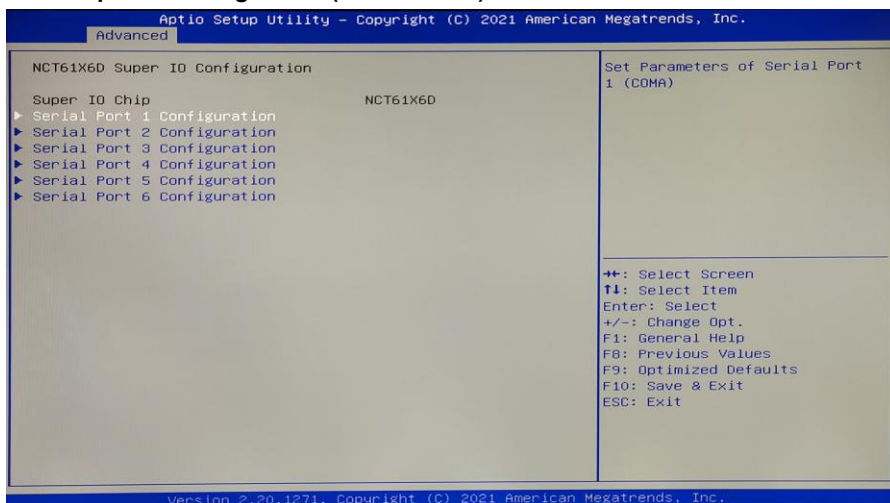 Aptio Setup Utility – Copyright (C) 2021 American Megatrends, Inc.
Advanced
NCT61X6D Super IO Configuration
Super IO Chip NCT61X6D
Serial Port 1 Configuration
Serial Port 2 Configuration
Serial Port 3 Configuration
Serial Port 4 Configuration
Serial Port 5 Configuration
Serial Port 6 Configuration
Set Parameters of Serial Port
1 (COMA)
→←: Select Screen
↑↓: Select Item
Enter: Select
+/-: Change Opt.
F1: General Help
F8: Previous Values
F9: Optimized Defaults
F10: Save & Exit
ESC: Exit
Version 2.20.1271. Copyright (C) 2021 American Megatrends, Inc.